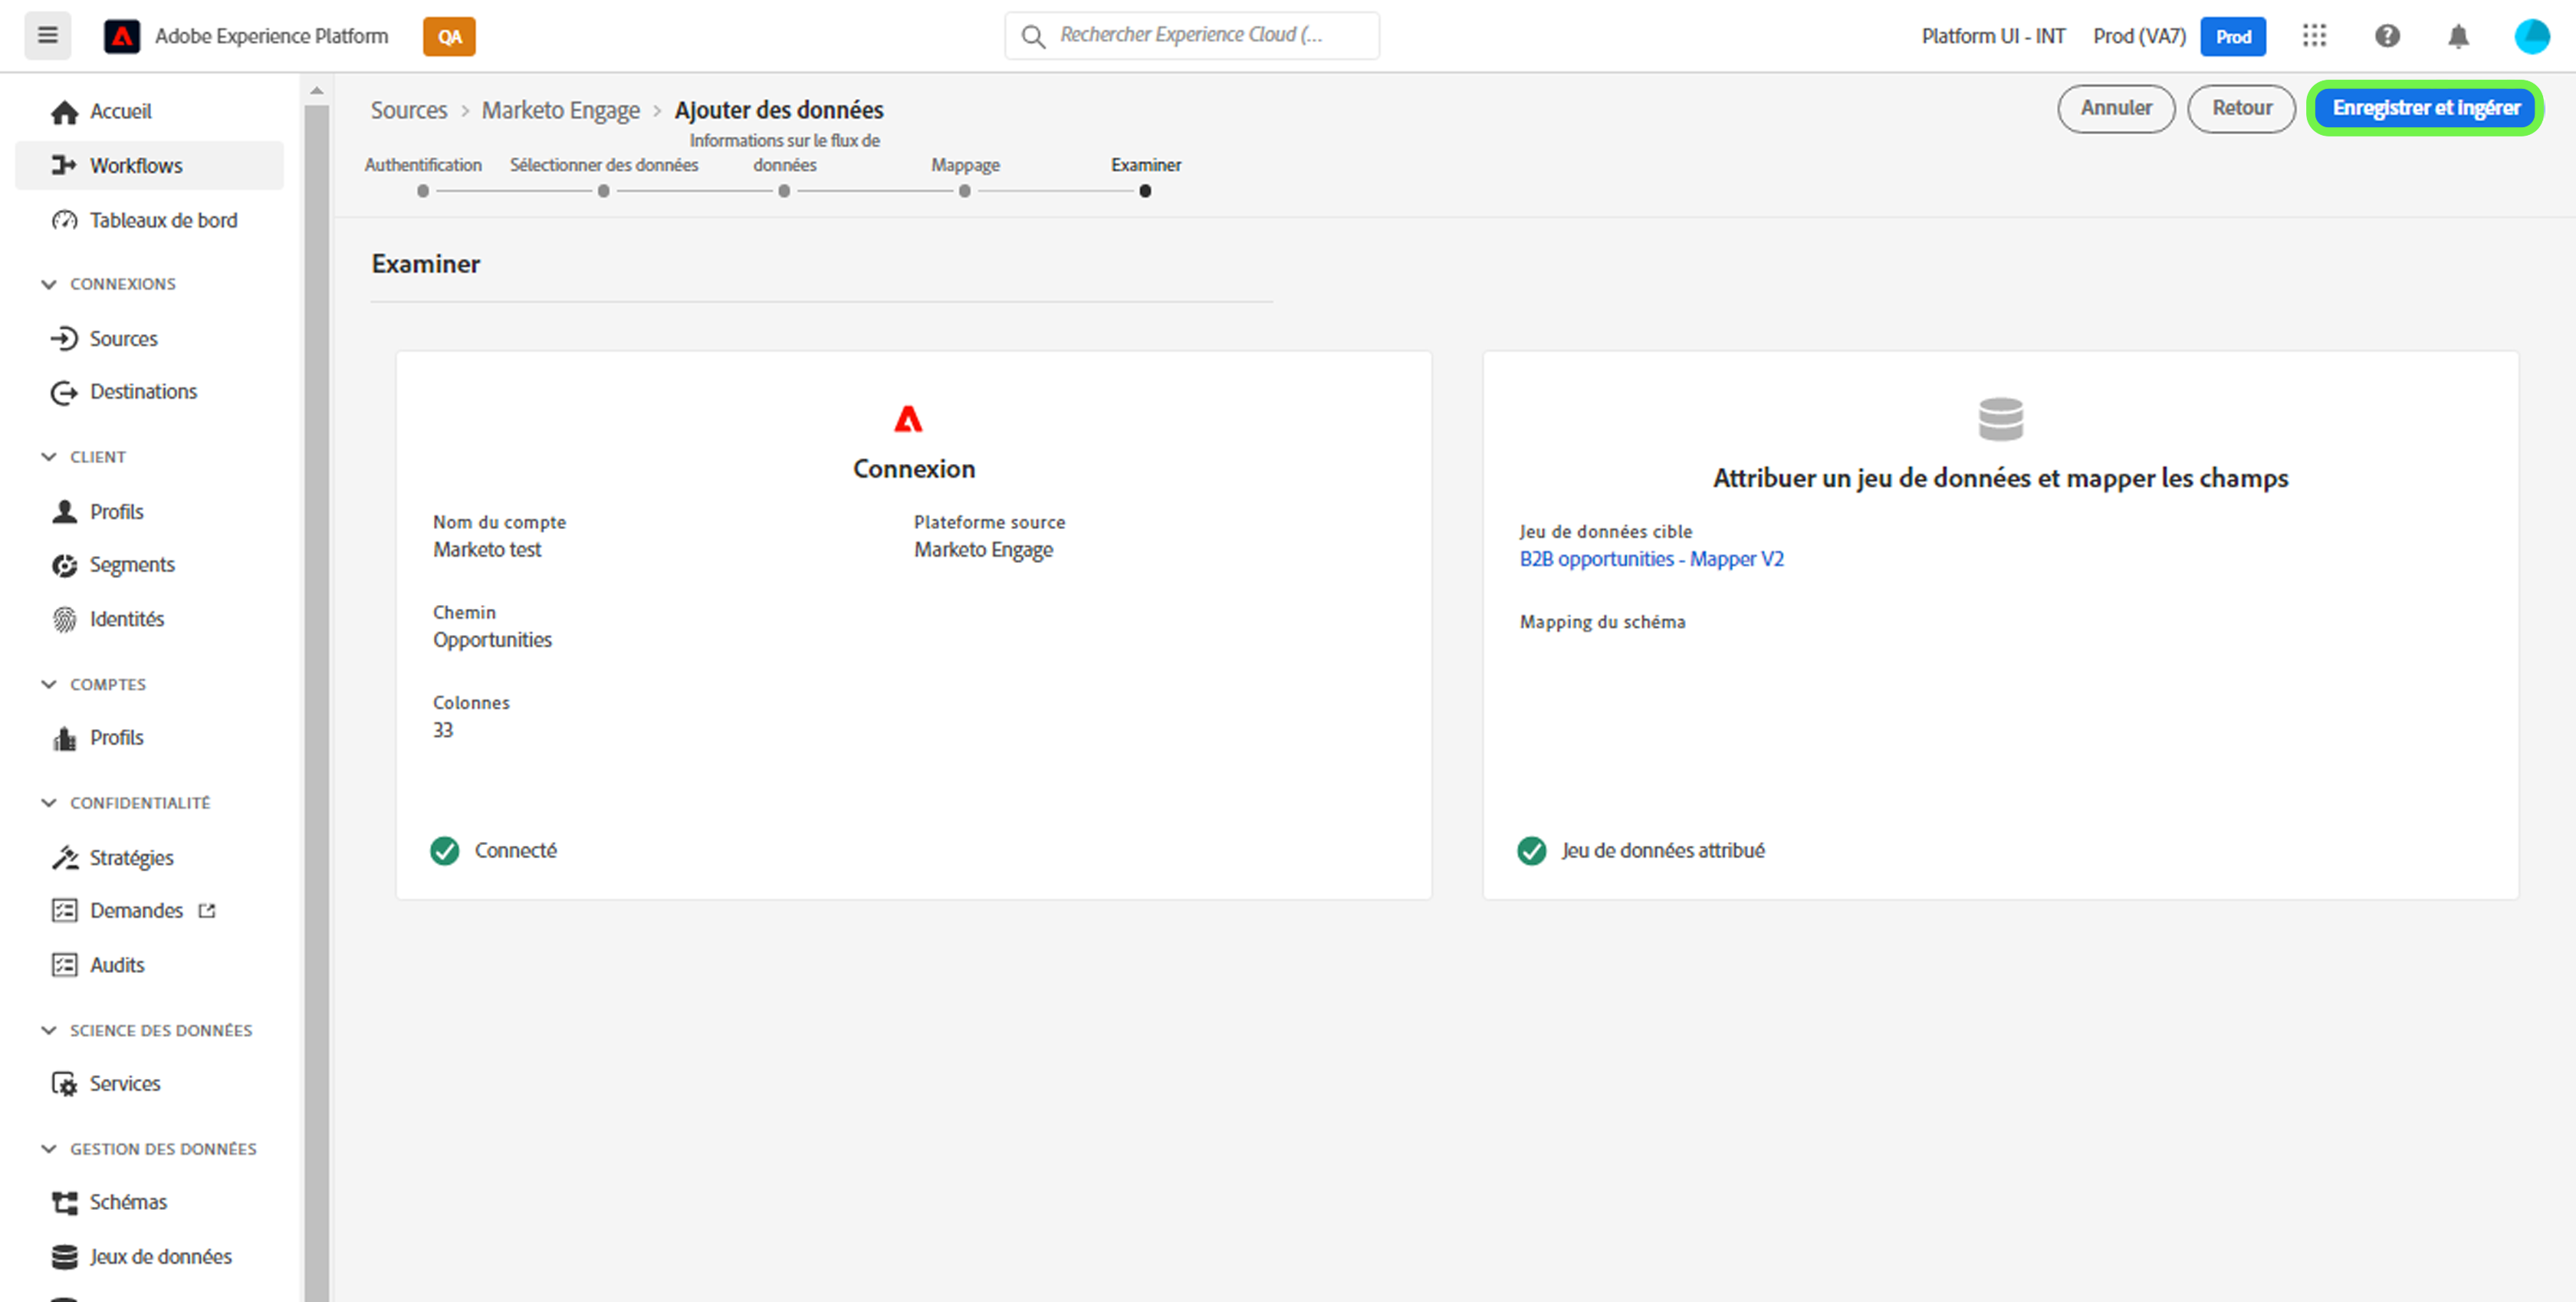 Adobe Experience Platform
QA
Rechercher Experience Cloud (...
Platform UI - INT
Prod (VA7)
Prod
Accueil
Workflows
Tableaux de bord
CONNEXIONS
Sources
Destinations
CLIENT
Profils
Segments
Identités
COMPTES
Profils
CONFIDENTIALITÉ
Stratégies
Demandes
Audits
SCIENCE DES DONNÉES
Services
GESTION DES DONNÉES
Schémas
Jeux de données
Sources > Marketo Engage > Ajouter des données
Annuler
Retour
Enregistrer et ingérer
Authentification
Sélectionner des données
Informations sur le flux de
données
Mappage
Examiner
Examiner
Connexion
Nom du compte
Marketo test
Plateforme source
Marketo Engage
Chemin
Opportunities
Colonnes
33
Connecté
Attribuer un jeu de données et mapper les champs
Jeu de données cible
B2B opportunities - Mapper V2
Mapping du schéma
Jeu de données attribué